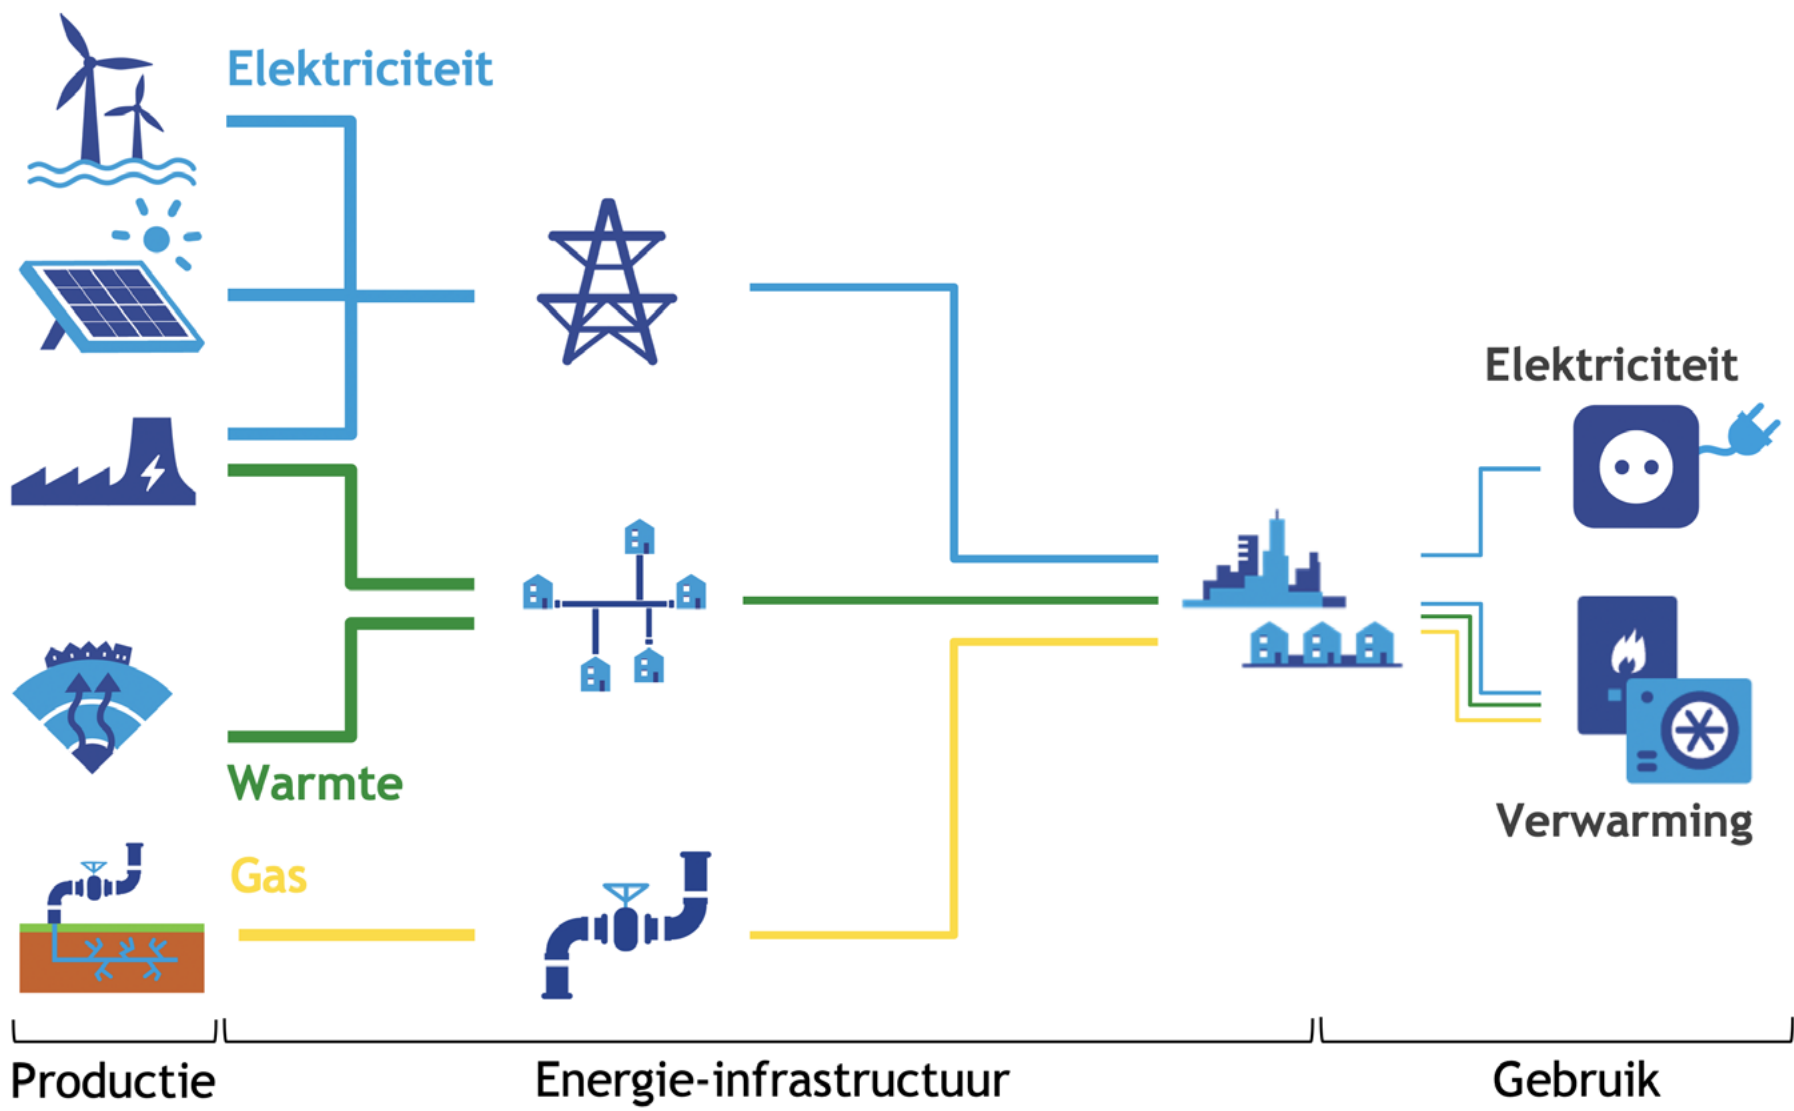 Elektriciteit
Elektriciteit
Warmte
Verwarming
Gas
Productie
Energie-infrastructuur
Gebruik